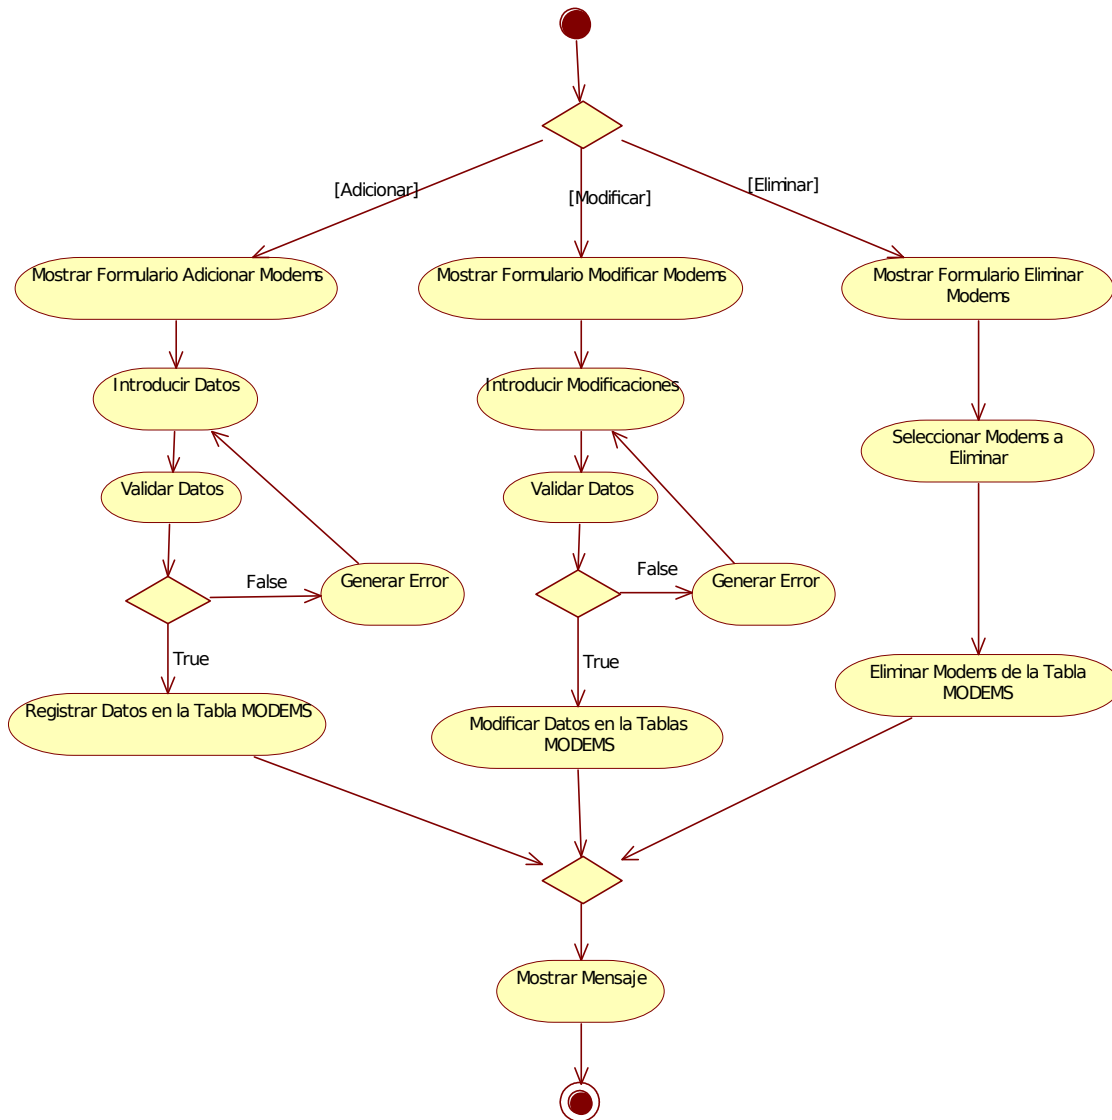 [Adicionar]
[Modificar]
[Eliminar]
Mostrar Formulario Adicionar Modems
Mostrar Formulario Modificar Modems
Mostrar Formulario Eliminar
Modems
Introducir Datos
Introducir Modificaciones
Seleccionar Modems a
Eliminar
Validar Datos
Validar Datos
False
Generar Error
False
Generar Error
True
True
Eliminar Modems de la Tabla
MODEMS
Registrar Datos en la Tabla MODEMS
Modificar Datos en la Tablas
MODEMS
Mostrar Mensaje